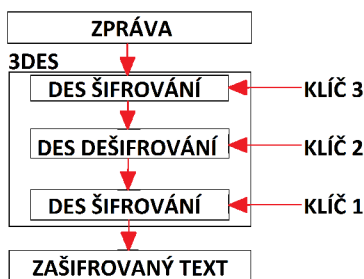 ZPRÁVA
3DES
DES ŠIFROVÁNÍ
KLÍČ 3
DES DEŠIFROVÁNÍ
KLÍČ 2
DES ŠIFROVÁNÍ
KLÍČ 1
ZAŠIFROVANÝ TEXT